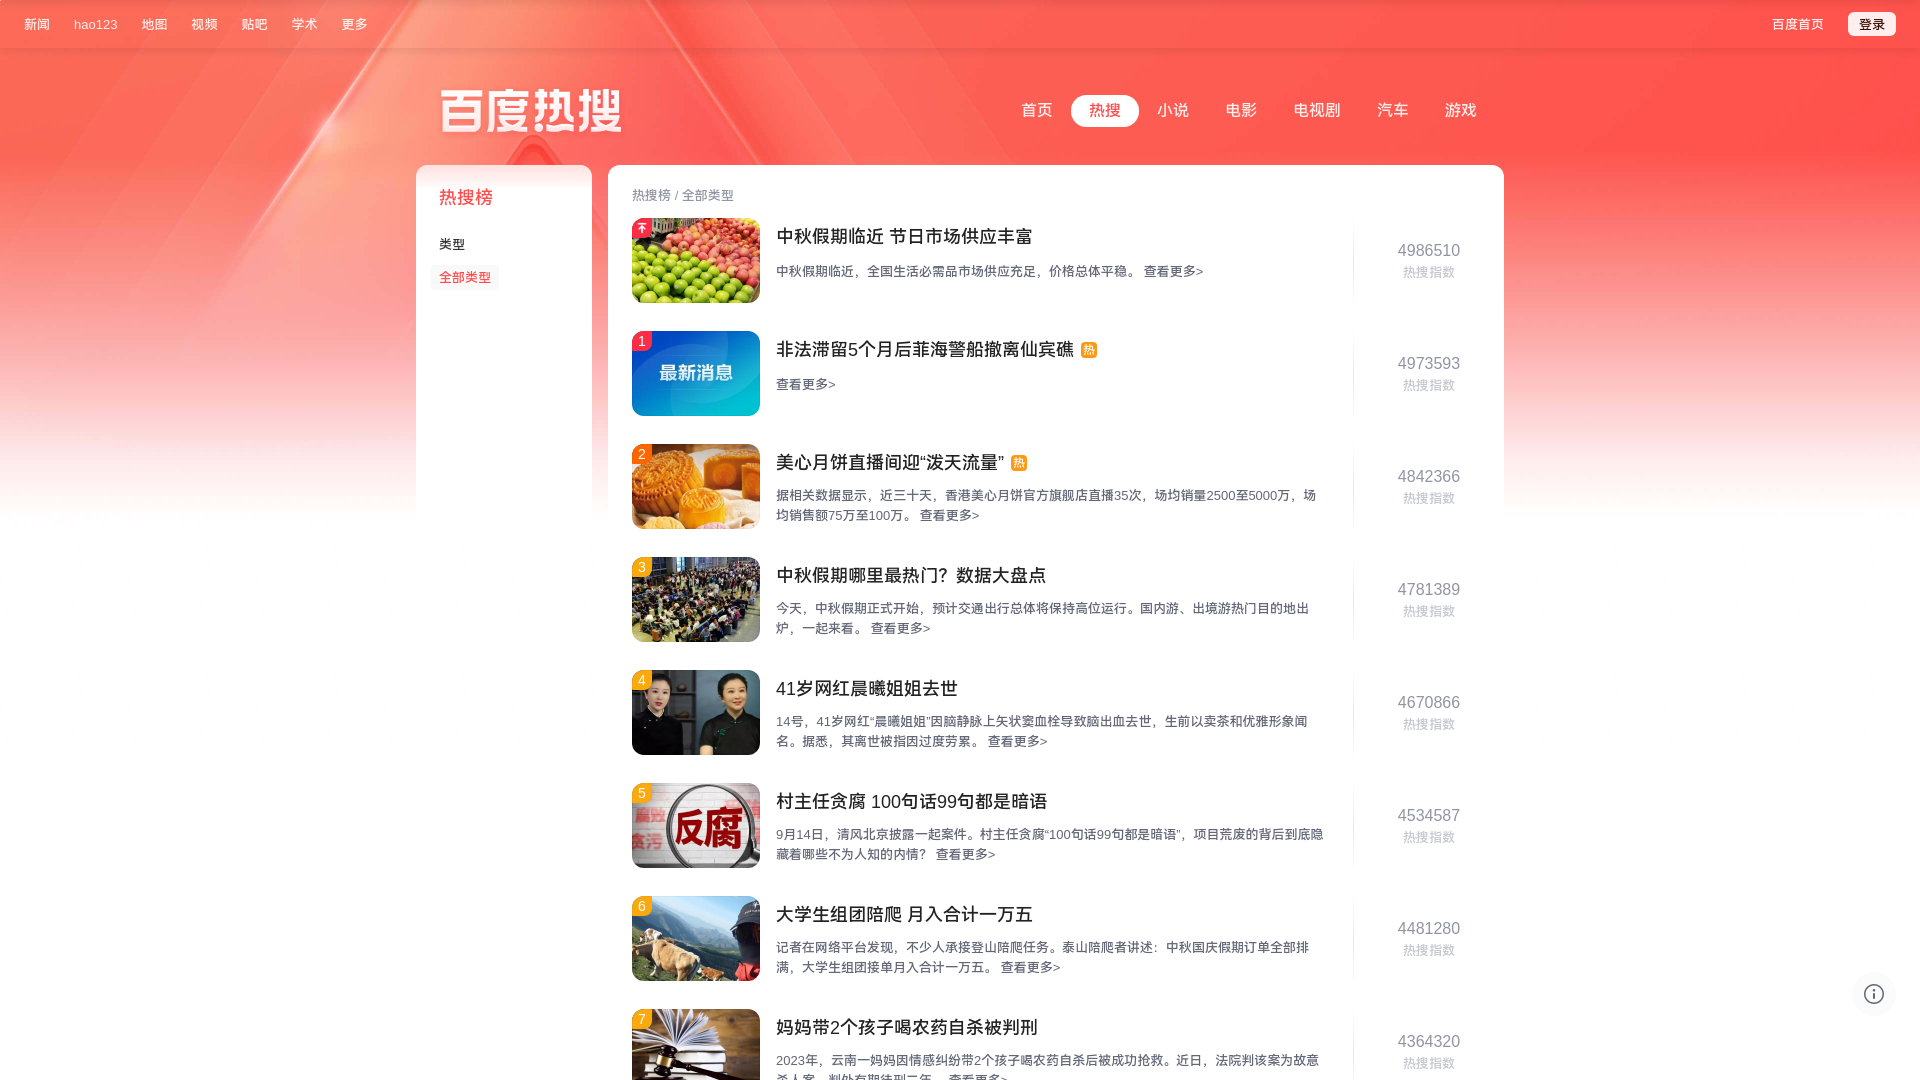 新闻 hao123 地图 视频 贴吧 学术 更多 百度首页 登录
百度热搜
首页 热搜 小说 电影 电视剧 汽车 游戏
热搜榜
类型
全部类型
热搜榜 / 全部类型
中秋假期临近 节日市场供应丰富
中秋假期临近，全国生活必需品市场供应充足，价格总体平稳。 查看更多>
4986510
热搜指数
1
最新消息
非法滞留5个月后菲海警船撤离仙宾礁 热
查看更多>
4973593
热搜指数
2
美心月饼直播间迎“泼天流量” 热
据相关数据显示，近三十天，香港美心月饼官方旗舰店直播35次，场均销量2500至5000万，场
均销售额75万至100万。 查看更多>
4842366
热搜指数
3
中秋假期哪里最热门？数据大盘点
今天，中秋假期正式开始，预计交通出行总体将保持高位运行。国内游、出境游热门目的地出
炉，一起来看。 查看更多>
4781389
热搜指数
4
41岁网红晨曦姐姐去世
14号，41岁网红“晨曦姐姐”因脑静脉上矢状窦血栓导致脑出血去世，生前以卖茶和优雅形象闻
名。据悉，其离世被指因过度劳累。 查看更多>
4670866
热搜指数
5
反腐
村主任贪腐 100句话99句都是暗语
9月14日，清风北京披露一起案件。村主任贪腐“100句话99句都是暗语”，项目荒废的背后到底隐
藏着哪些不为人知的内情？ 查看更多>
4534587
热搜指数
6
大学生组团陪爬 月入合计一万五
记者在网络平台发现，不少人承接登山陪爬任务。泰山陪爬者讲述：中秋国庆假期订单全部排
满，大学生组团接单月入合计一万五。 查看更多>
4481280
热搜指数
7
妈妈带2个孩子喝农药自杀被判刑
2023年，云南一妈妈因情感纠纷带2个孩子喝农药自杀后被成功抢救。近日，法院判该案为故意
杀人案，判处有期徒刑三年。 查看更多>
4364320
热搜指数